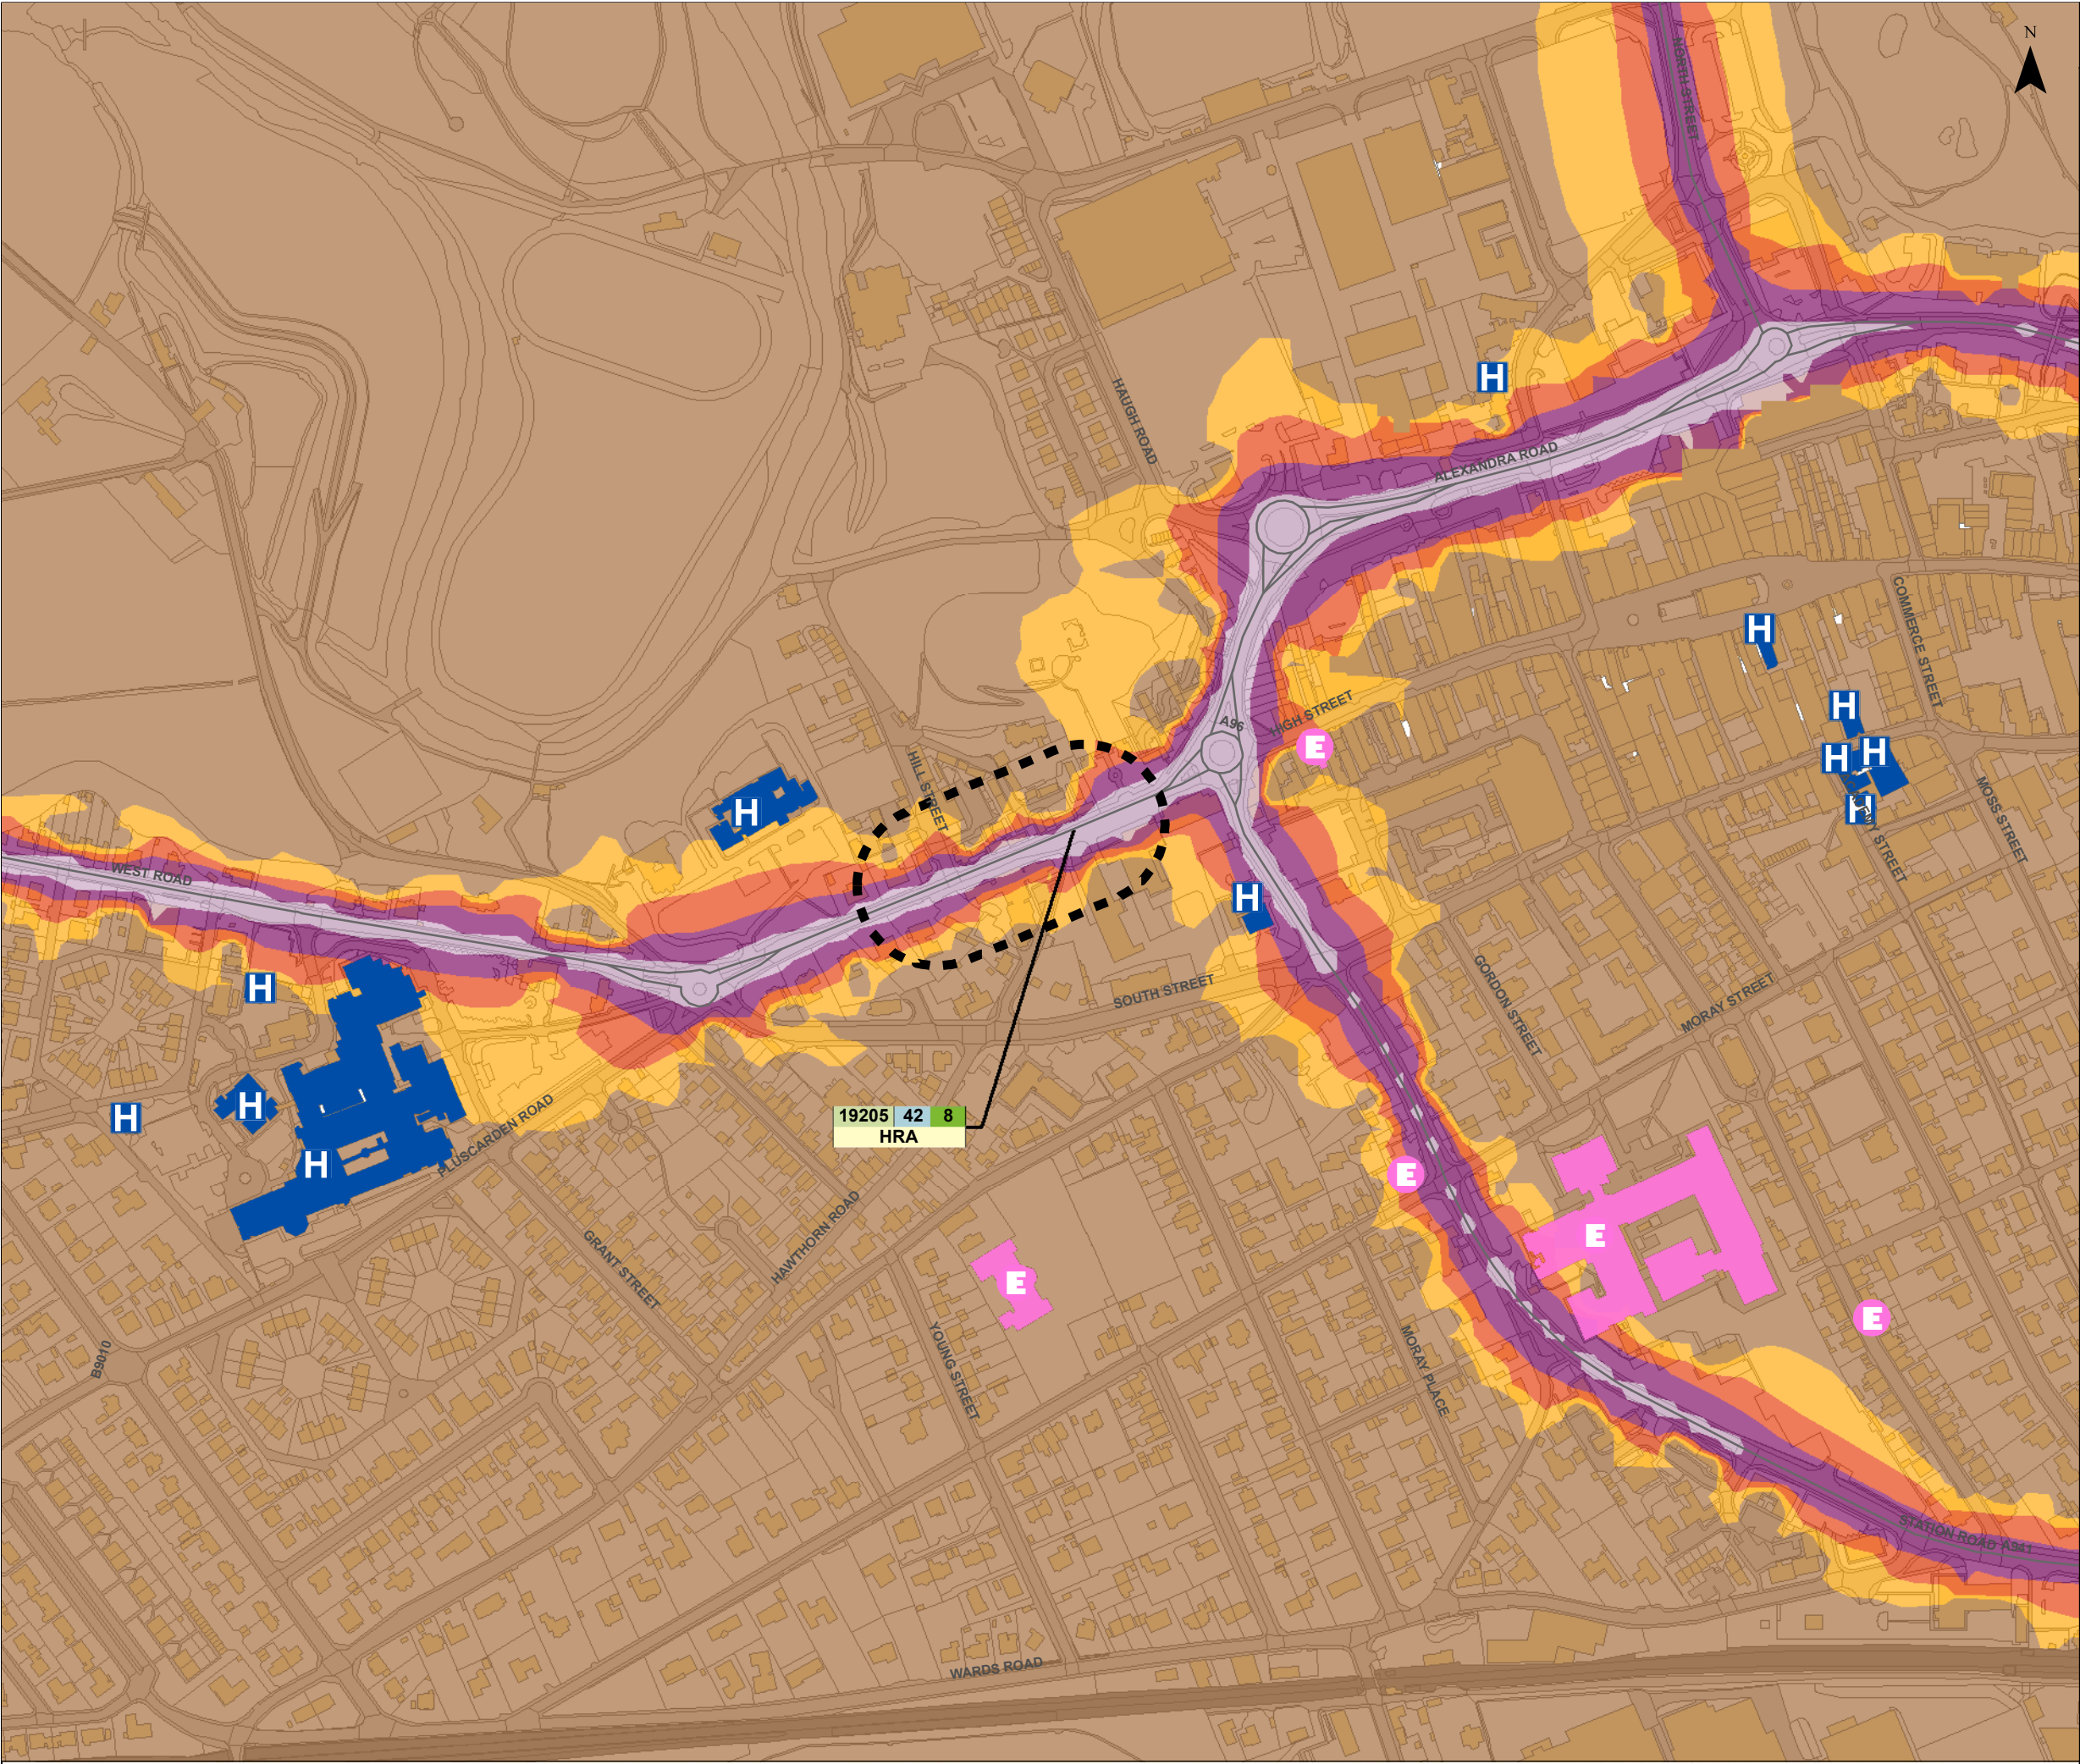 N
NORTH STREET
HAUGH ROAD
H
ALEXANDRA ROAD
COMMERCE STREET
H
H
H
H
H
A96
HIGH STREET
E
HILL STREET
H
MOSS STREET
STREET
WEST ROAD
H
H
SOUTH STREET
GORDON STREET
MORAY STREET
H
H
H
PLUSCARDEN ROAD
19205 42 8
HRA
E
E
E
E
GRANT STREET
HAWTHORN ROAD
B9010
YOUNG STREET
MORAY PLACE
STATION ROAD A941
WARDS ROAD